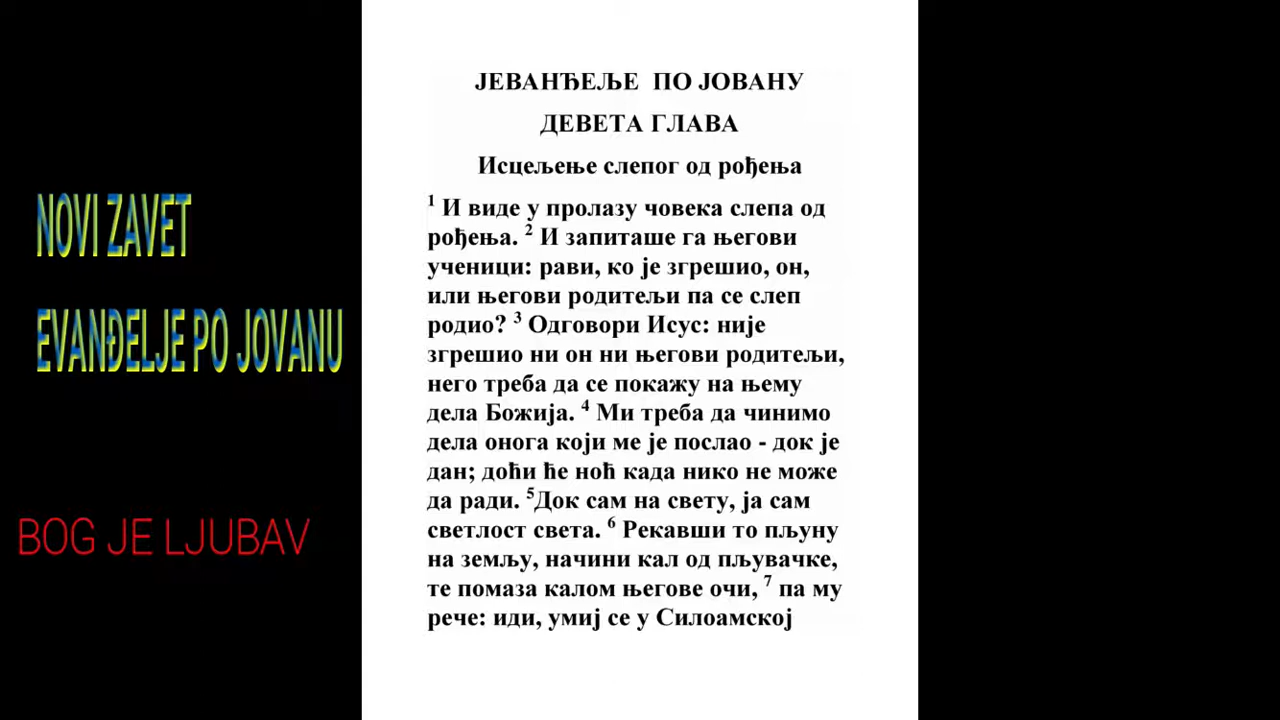 NOVI ZAVET
EVANĐELJE PO JOVANU
BOG JE LJUBAV
ЈЕВАНЂЕЉЕ ПО ЈОВАНУ
ДЕВЕТА ГЛАВА
Исцељење слепог од рођења
1 И виде у пролазу човека слепа од
рођења. 2 И запиташе га његови
ученици: рави, ко је згрешио, он,
или његови родитељи па се слеп
родио? 3 Одговори Исус: није
згрешио ни он ни његови родитељи,
него треба да се покажу на њему
дела Божија. 4 Ми треба да чинимо
дела онога који ме је послао - док је
дан; доћи ће ноћ када нико не може
да ради. 5Док сам на свету, ја сам
светлост света. 6 Рекавши то пљуну
на земљу, начини кал од пљувачке,
те помаза калом његове очи, 7 па му
рече: иди, умиј се у Силоамској